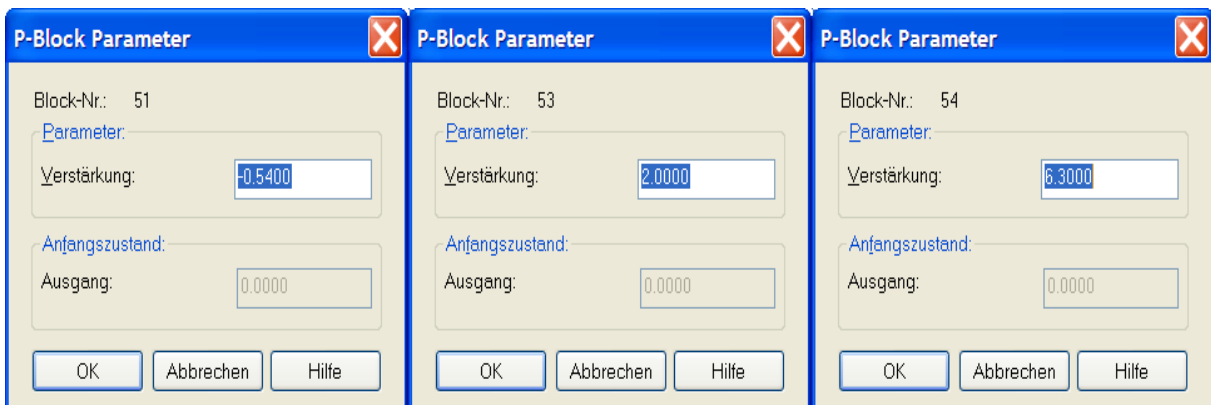 P-Block Parameter
Block-Nr.: 51
Parameter:
Verstärkung: -0.5400
Anfangszustand:
Ausgang: 0.0000
OK Abbrechen Hilfe
P-Block Parameter
Block-Nr.: 53
Parameter:
Verstärkung: 2.0000
Anfangszustand:
Ausgang: 0.0000
OK Abbrechen Hilfe
P-Block Parameter
Block-Nr.: 54
Parameter:
Verstärkung: 6.3000
Anfangszustand:
Ausgang: 0.0000
OK Abbrechen Hilfe